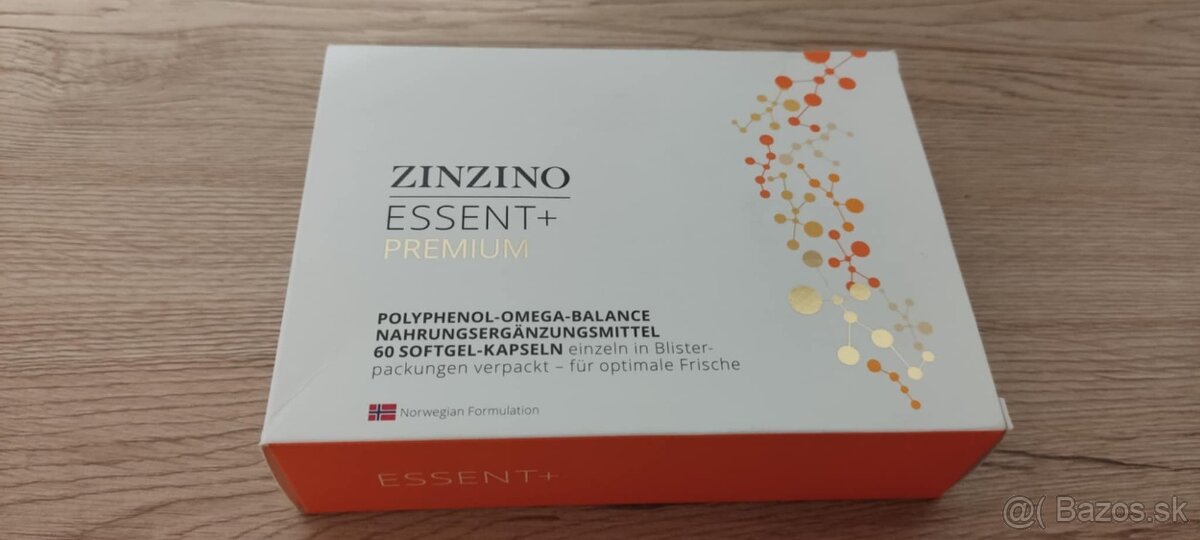 ZINZINO
ESSENT+
PREMIUM
POLYPHENOL-OMEGA-BALANCE
NAHRUNGSERGÄNZUNGSMITTEL
60 SOFTGEL-KAPSELN einzeln in Blister-
packungen verpackt – für optimale Frische
Norwegian Formulation
ESSENT+
@( Bazos.sk